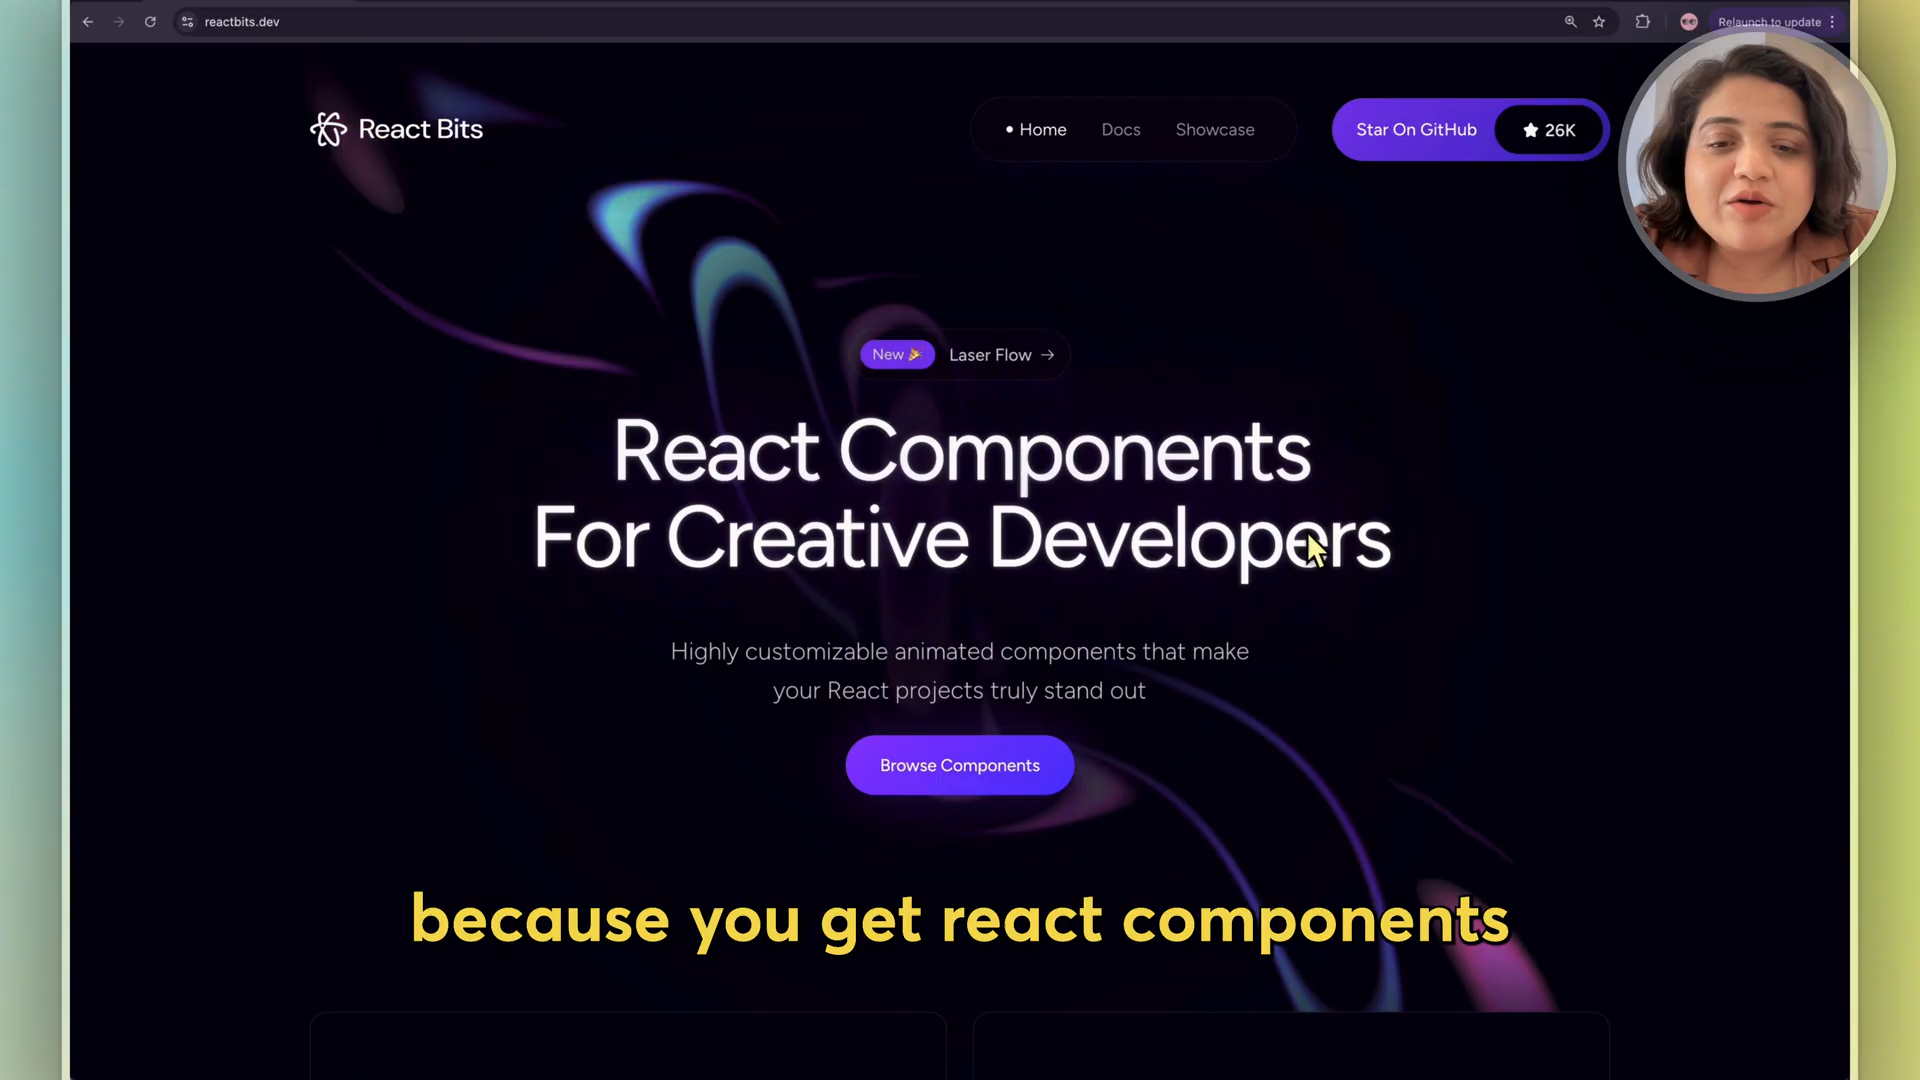 reactbits.dev
Relaunch to update
React Bits
Home
Docs
Showcase
Star On GitHub
26K
New
Laser Flow →
React Components
For Creative Developers
Highly customizable animated components that make
your React projects truly stand out
Browse Components
because you get react components